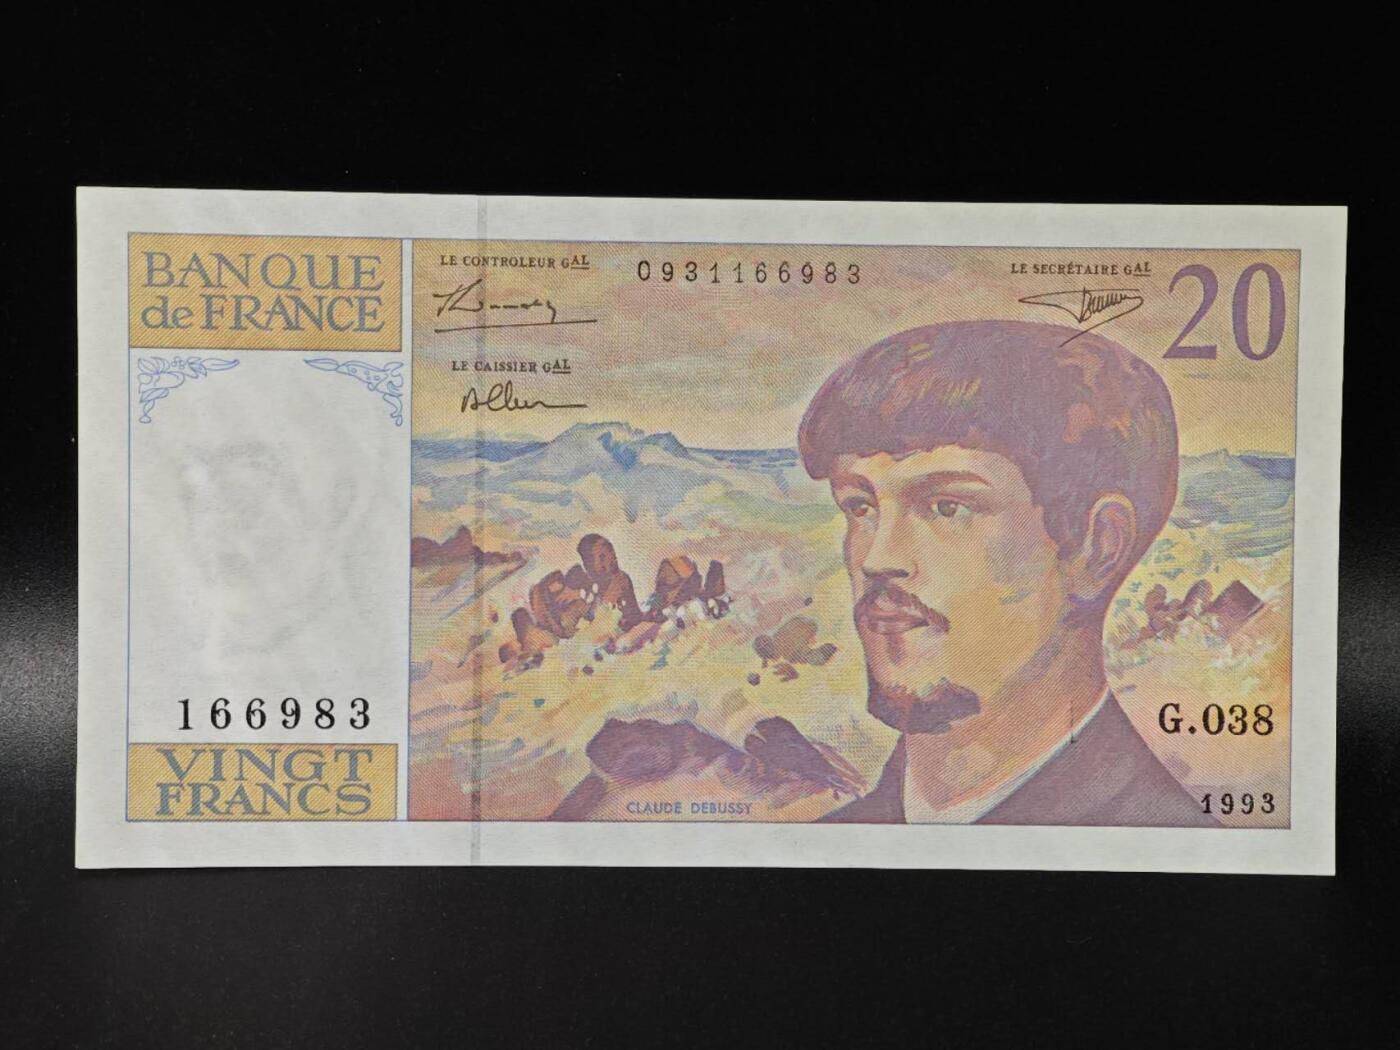 BANQUE
de FRANCE
LE CONTROLEUR GAL
0931166983
LE SECRÉTAIRE GAL
20
LE CAISSIER GAL
166983
VINGT
FRANCS
CLAUDE DEBUSSY
G.038
1993